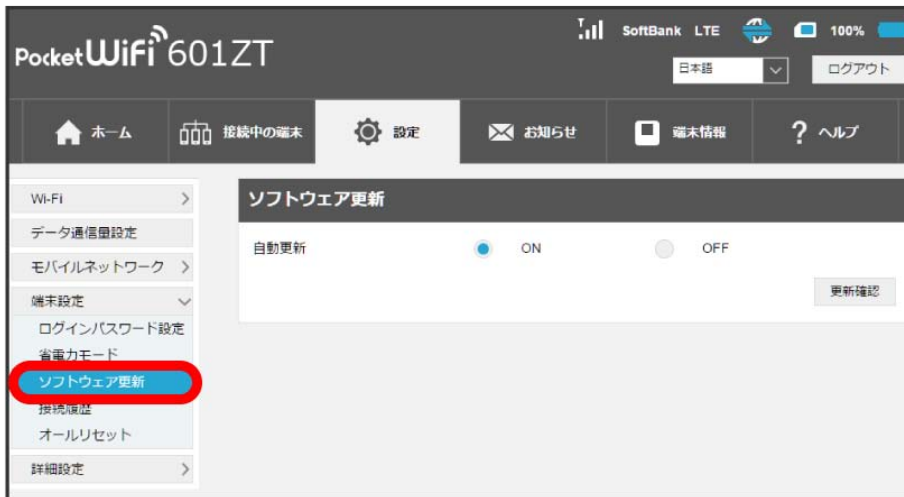 SoftBank LTE 100%
Pocket WiFi 601ZT
日本語 ログアウト
ホーム 接続中の端末 設定 お知らせ 端末情報 ? ヘルプ
Wi-Fi
データ通信量設定
モバイルネットワーク
端末設定
ログインパスワード設定
省電力モード
ソフトウェア更新
接続履歴
オールリセット
詳細設定
ソフトウェア更新
自動更新 ON OFF
更新確認